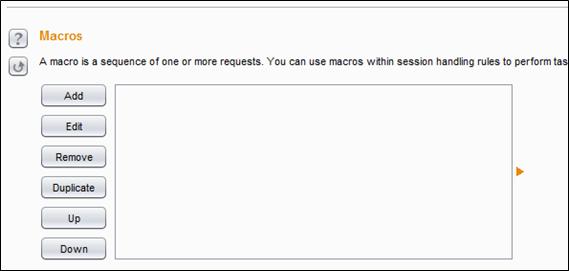 ?
Macros
A macro is a sequence of one or more requests. You can use macros within session handling rules to perform tas
Add
Edit
Remove
Duplicate
Up
Down